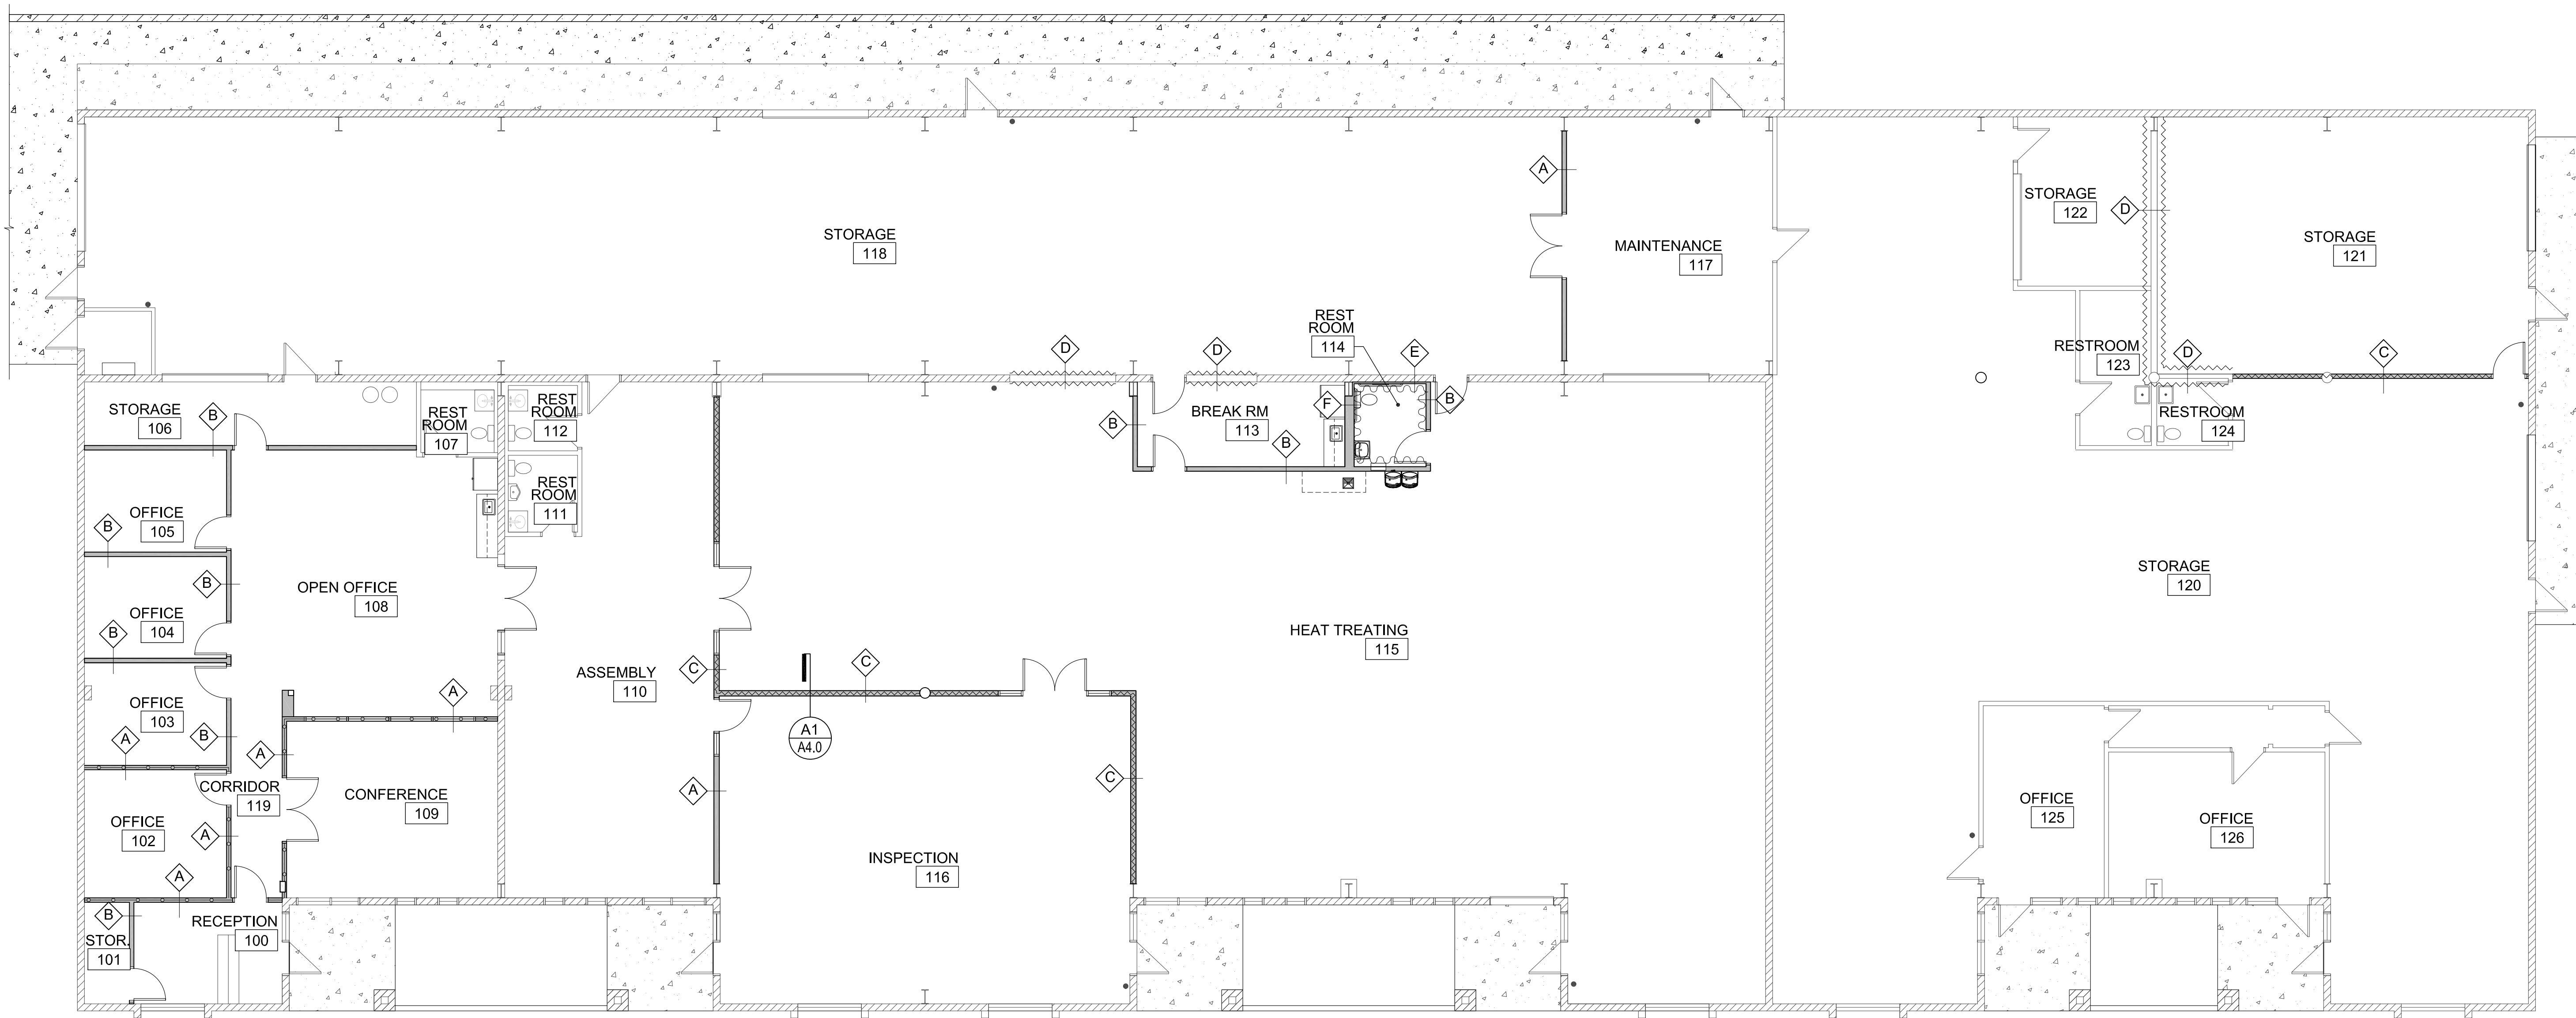 A
STORAGE
118
MAINTENANCE
117
STORAGE
122
D
STORAGE
121
REST
ROOM
114
D
D
E
RESTROOM
123
D
C
STORAGE
106
B
REST
ROOM
107
REST
ROOM
112
B
BREAK RM
113
B
F
B
RESTROOM
124
REST
ROOM
111
OFFICE
105
B
B
OFFICE
104
B
OPEN OFFICE
108
STORAGE
120
HEAT TREATING
115
ASSEMBLY
110
C
C
A
OFFICE
103
A
B
A
A1
A4.0
CORRIDOR
119
CONFERENCE
109
C
A
OFFICE
102
A
A
OFFICE
125
OFFICE
126
INSPECTION
116
B
STOR.
101
RECEPTION
100